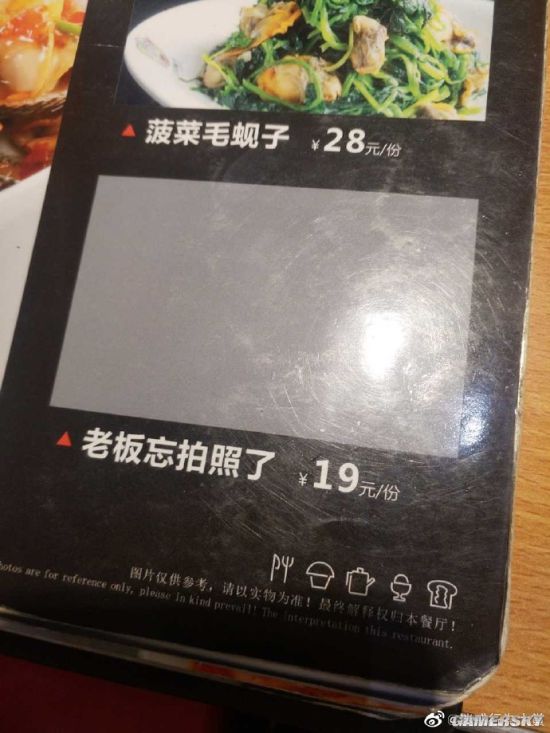 ▲ 菠菜毛蚬子 ¥28元/份
▲ 老板忘拍照了 ¥19元/份
图片仅供参考，请以实物为准！最终解释权归本餐厅！
hotos are for reference only, please in kind prevail! The interpretation this restaurant.
GAMERSKY